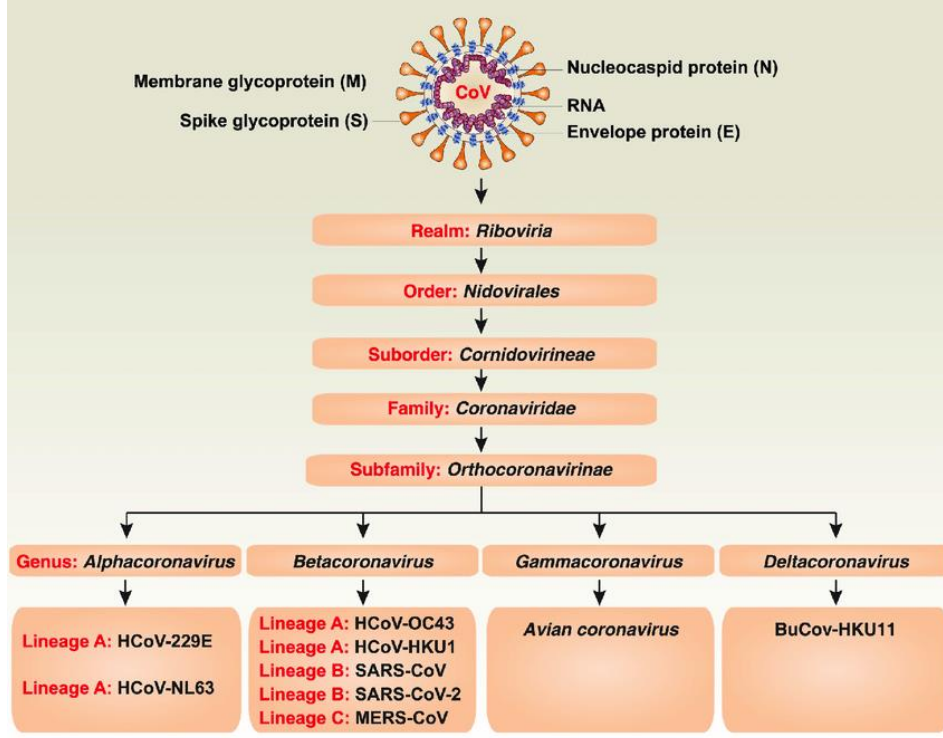 Membrane glycoprotein (M)
Spike glycoprotein (S)
CoV
Nucleocaspid protein (N)
RNA
Envelope protein (E)
Realm: Riboviria
Order: Nidovirales
Suborder: Cornidovirineae
Family: Coronaviridae
Subfamily: Orthocoronavirinae
Genus: Alphacoronavirus
Betacoronavirus
Gammacoronavirus
Deltacoronavirus
Lineage A: HCoV-229E
Lineage A: HCoV-NL63
Lineage A: HCoV-OC43
Lineage A: HCoV-HKU1
Lineage B: SARS-CoV
Lineage B: SARS-CoV-2
Lineage C: MERS-CoV
Avian coronavirus
BuCov-HKU11